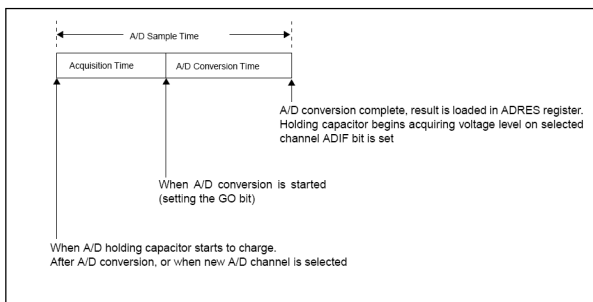 A/D Sample Time
Acquisition Time
A/D Conversion Time
A/D conversion complete, result is loaded in ADRES register.
Holding capacitor begins acquiring voltage level on selected
channel ADIF bit is set
When A/D conversion is started
(setting the GO bit)
When A/D holding capacitor starts to charge.
After A/D conversion, or when new A/D channel is selected